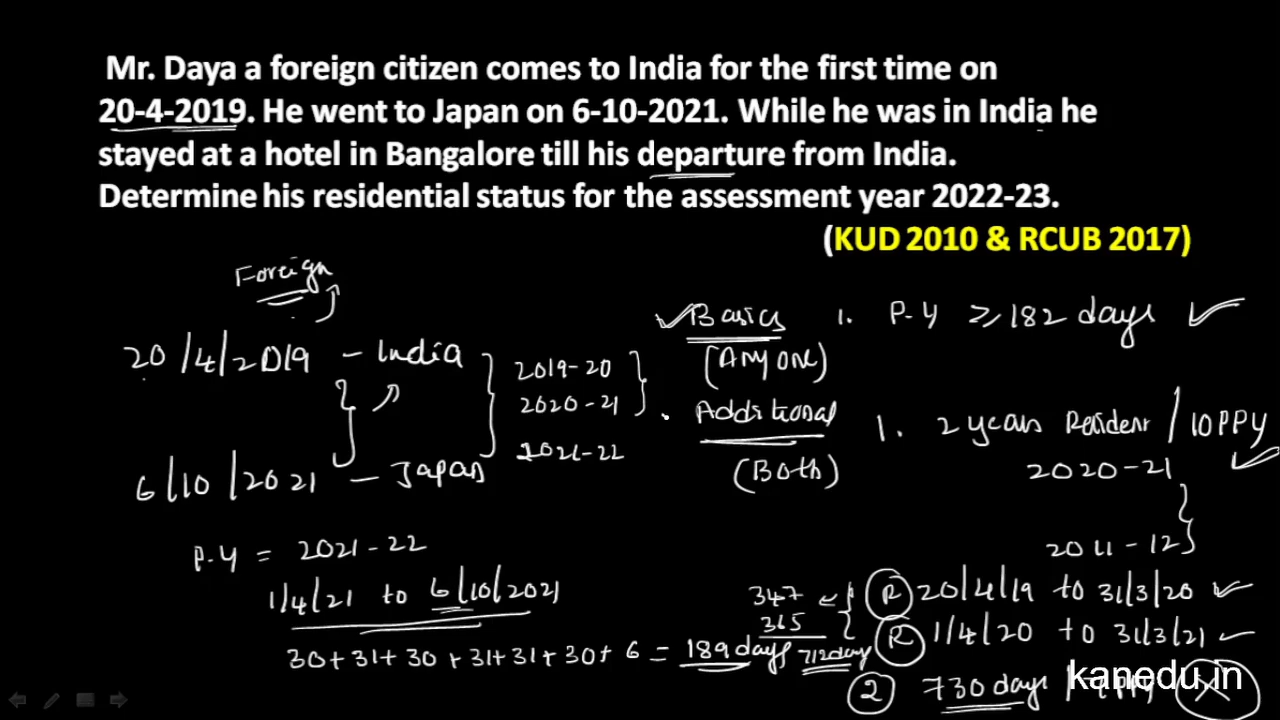 Mr. Daya a foreign citizen comes to India for the first time on
20-4-2019. He went to Japan on 6-10-2021. While he was in India he
stayed at a hotel in Bangalore till his departure from India.
Determine his residential status for the assessment year 2022-23.
(KUD 2010 & RCUB 2017)
Foreign
20/4/2019 - India
6/10/2021 - Japan
2019-20
2020-21
2021-22
P.Y = 2021-22
1/4/21 to 6/10/2021
30+31+30+31+31+30+6 = 189 days
Basics
(Any one)
1. P.Y ≥ 182 days
Additional
(Both)
1. 2 years Resident / 10 PPY
2020-21
2011-12
347
365
712 day
R 20/4/19 to 31/3/20
R 1/4/20 to 31/3/21
2 730 days /
kanedu.in